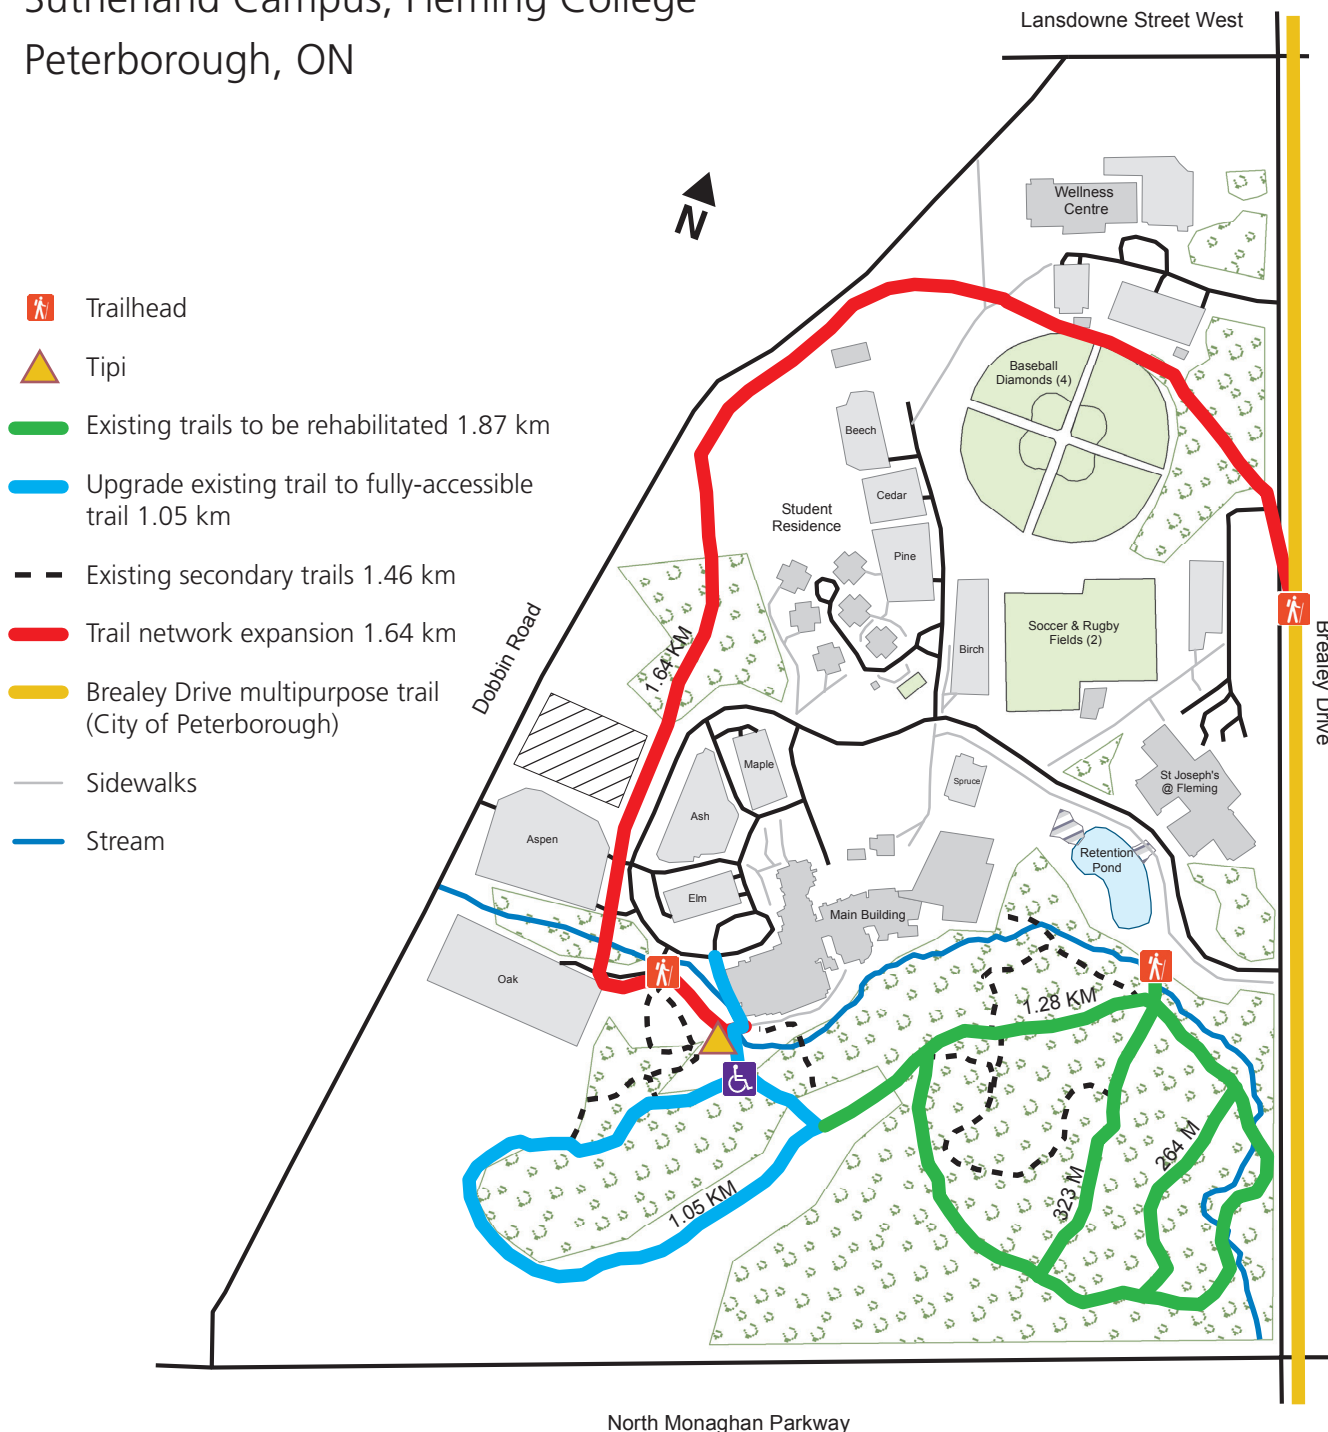 Sutherland Campus, Fleming College
Peterborough, ON
Lansdowne Street West
N
Wellness
Centre
Trailhead
Tipi
Existing trails to be rehabilitated 1.87 km
Upgrade existing trail to fully-accessible
trail 1.05 km
Existing secondary trails 1.46 km
Trail network expansion 1.64 km
Brealey Drive multipurpose trail
(City of Peterborough)
Sidewalks
Stream
Baseball
Diamonds (4)
Beech
Cedar
Student
Residence
Pine
Birch
Soccer & Rugby
Fields (2)
Brealey Drive
Dobbin Road
1.64 KM
Maple
Ash
Spruce
St Joseph's
@ Fleming
Aspen
Retention
Pond
Elm
Main Building
Oak
1.28 KM
264 M
323 M
1.05 KM
North Monaghan Parkway